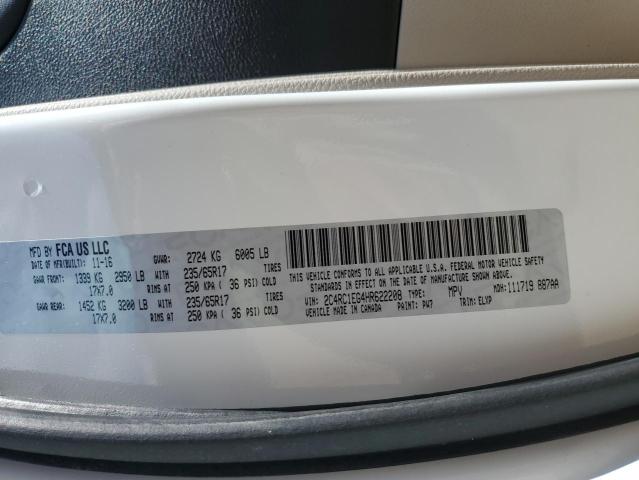 MFD BY FCA US LLC
DATE OF MFR(BUILT): 11-16 GVWR: 2724 KG 6005 LB
GAWR FRONT: 1339 KG 2950 LB WITH 235/65R17 TIRES
17X7.0 RIMS AT 250 KPA ( 36 PSI) COLD
GAWR REAR: 1452 KG 3200 LB WITH 235/65R17 TIRES
17X7.0 RIMS AT 250 KPA ( 36 PSI) COLD
THIS VEHICLE CONFORMS TO ALL APPLICABLE U.S.A. FEDERAL MOTOR VEHICLE SAFETY
STANDARDS IN EFFECT ON THE DATE OF MANUFACTURE SHOWN ABOVE.
VIN: 2C4RC1EG4HR622208 TYPE: MPV MDH: 111719 887AA
VEHICLE MADE IN CANADA PAINT: PW7 TRIM: ELXP